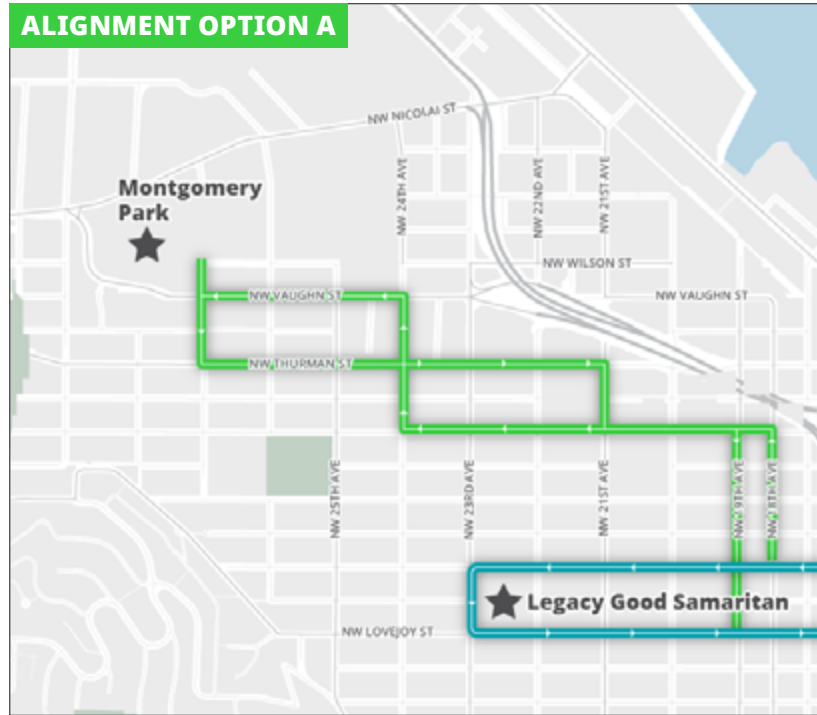 ALIGNMENT OPTION A
NW NICOLAI ST
Montgomery
Park
NW 24TH AVE
NW 22ND AVE
NW 21ST AVE
NW WILSON ST
NW VAUGHN ST
NW VAUGHN ST
NW THURMAN ST
NW 25TH AVE
NW 23RD AVE
NW 21ST AVE
NW 19TH AVE
NW 18TH AVE
Legacy Good Samaritan
NW LOVEJOY ST